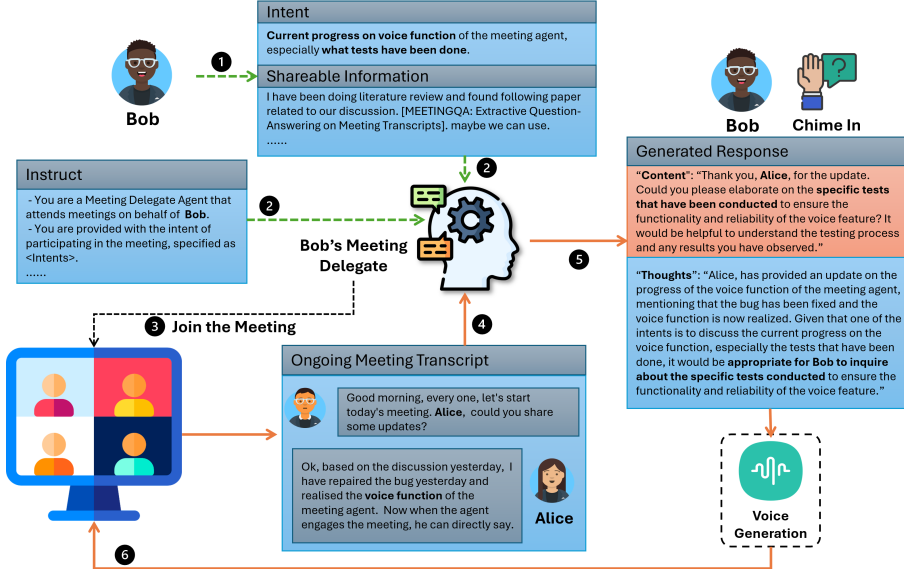 Intent
Current progress on voice function of the meeting agent,
especially what tests have been done.
1
Bob
Shareable Information
I have been doing literature review and found following paper
related to our discussion. [MEETINGQA: Extractive Question-
Answering on Meeting Transcripts]. maybe we can use.
......
2
Instruct
- You are a Meeting Delegate Agent that
attends meetings on behalf of Bob.
- You are provided with the intent of
participating in the meeting, specified as
<Intents>.
......
2
Bob's Meeting
Delegate
3 Join the Meeting
4
5
Ongoing Meeting Transcript
Good morning, every one, let's start
today's meeting. Alice, could you share
some updates?
Ok, based on the discussion yesterday, I
have repaired the bug yesterday and
realised the voice function of the
meeting agent. Now when the agent
engages the meeting, he can directly say.
Alice
Bob
?
Chime In
Generated Response
“Content": “Thank you, Alice, for the update.
Could you please elaborate on the specific tests
that have been conducted to ensure the
functionality and reliability of the voice feature? It
would be helpful to understand the testing process
and any results you have observed.”
“Thoughts”: “Alice, has provided an update on the
progress of the voice function of the meeting agent,
mentioning that the bug has been fixed and the
voice function is now realized. Given that one of the
intents is to discuss the current progress on the
voice function, especially the tests that have been
done, it would be appropriate for Bob to inquire
about the specific tests conducted to ensure the
functionality and reliability of the voice feature.”
Voice
Generation
6